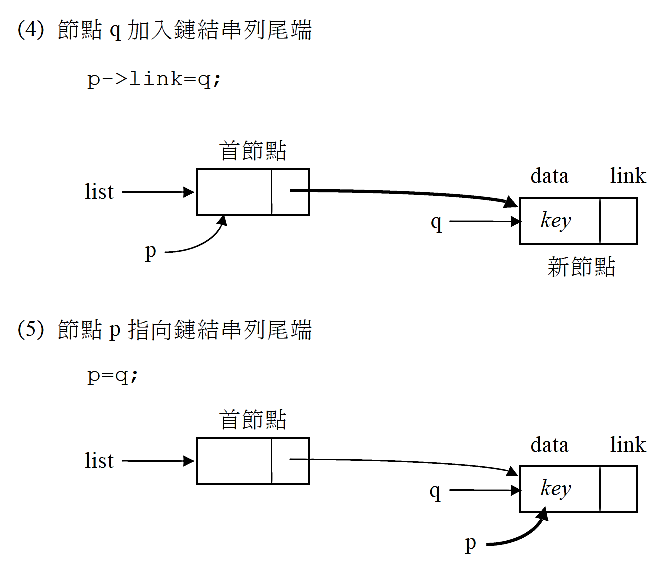 (4) 節點 q 加入鏈結串列尾端
p->link=q;
首節點
list
data link
q key
p
新節點
(5) 節點 p 指向鏈結串列尾端
p=q;
首節點
list
data link
q key
p